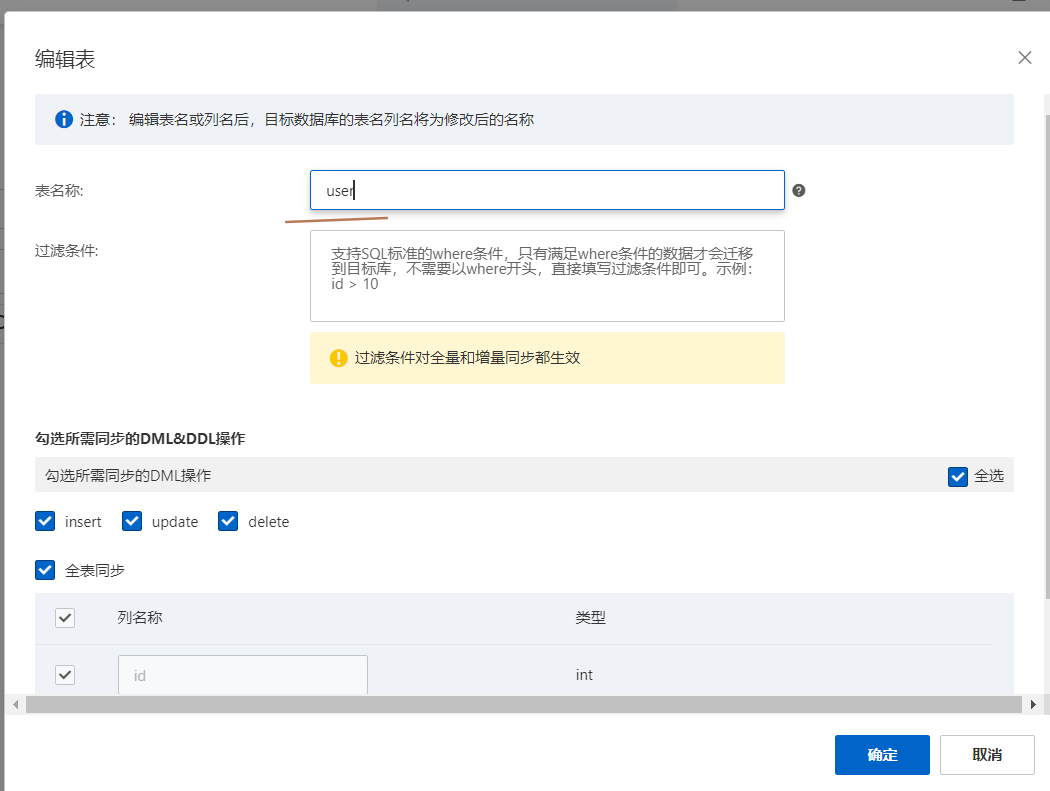 编辑表
注意： 编辑表名或列名后，目标数据库的表名列名将为修改后的名称
表名称:
user
过滤条件:
支持SQL标准的where条件，只有满足where条件的数据才会迁移
到目标库，不需要以where开头，直接填写过滤条件即可。示例：
id > 10
过滤条件对全量和增量同步都生效
勾选所需同步的DML&DDL操作
勾选所需同步的DML操作 全选
insert update delete
全表同步
列名称 类型
id int
确定 取消